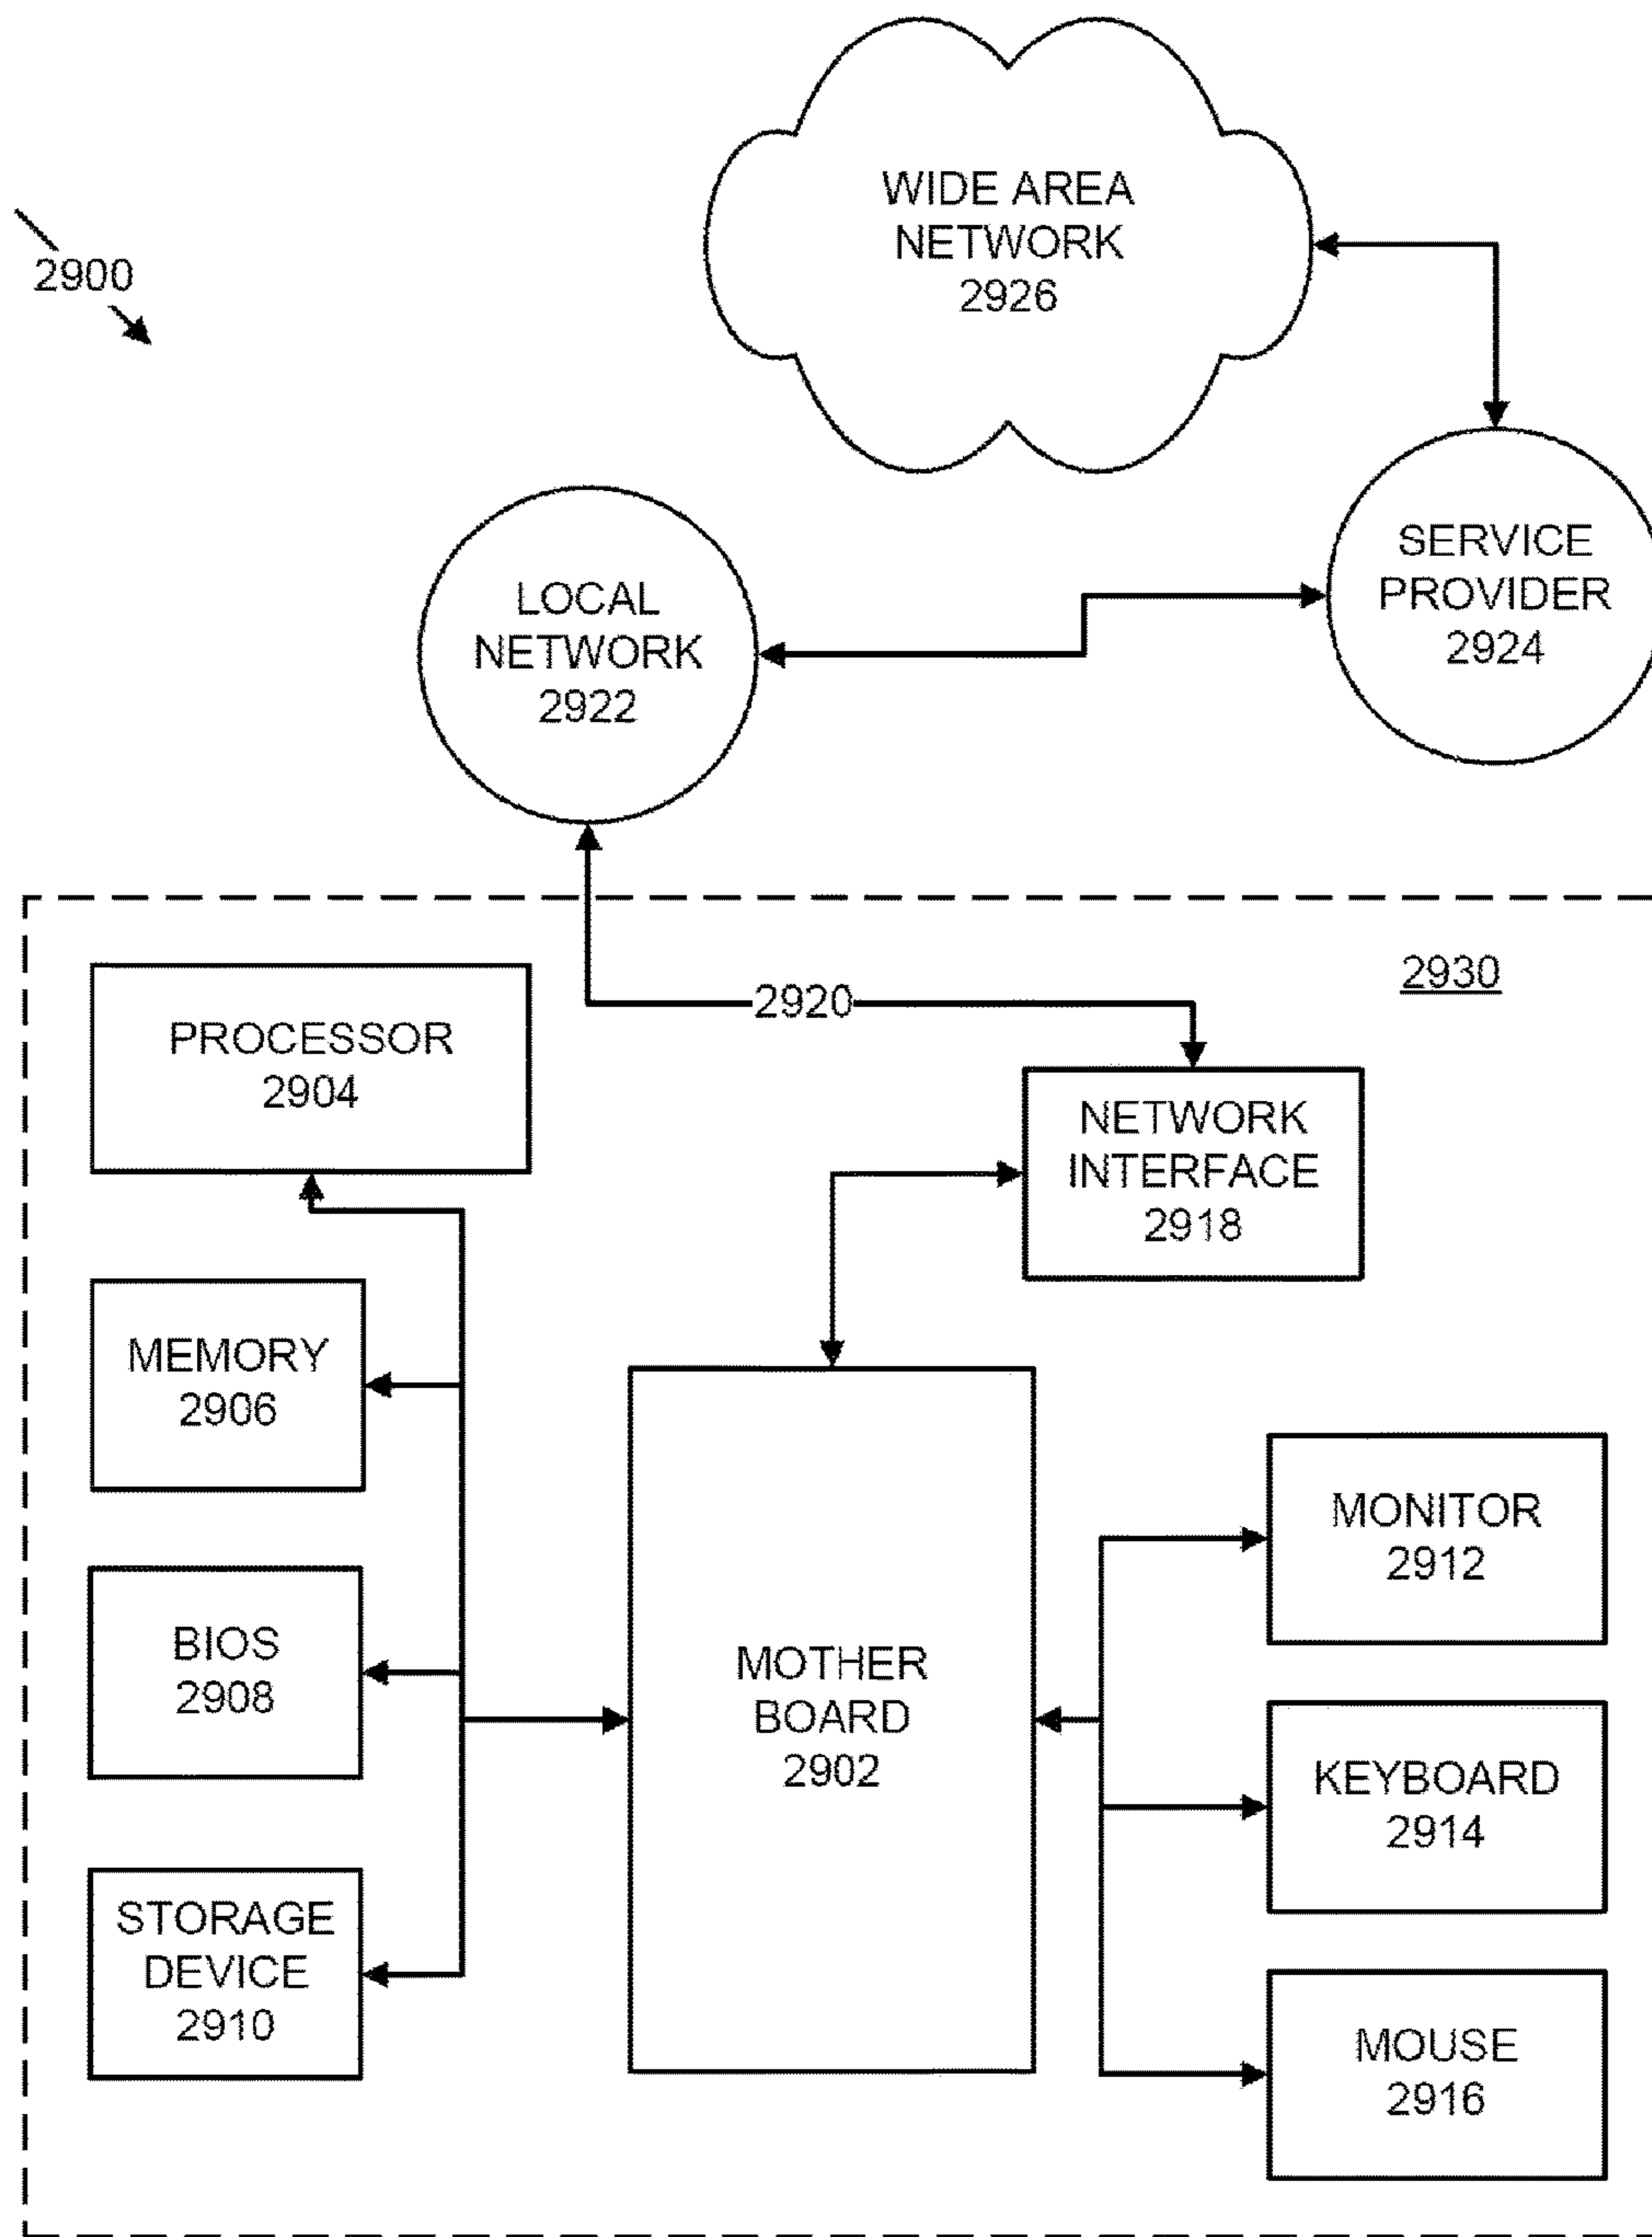 WIDE AREA
NETWORK
2926
2900
SERVICE
PROVIDER
2924
LOCAL
NETWORK
2922
2930
2920
PROCESSOR
2904
NETWORK
INTERFACE
2918
MEMORY
2906
MONITOR
2912
BIOS
2908
MOTHER
BOARD
2902
KEYBOARD
2914
STORAGE
DEVICE
2910
MOUSE
2916